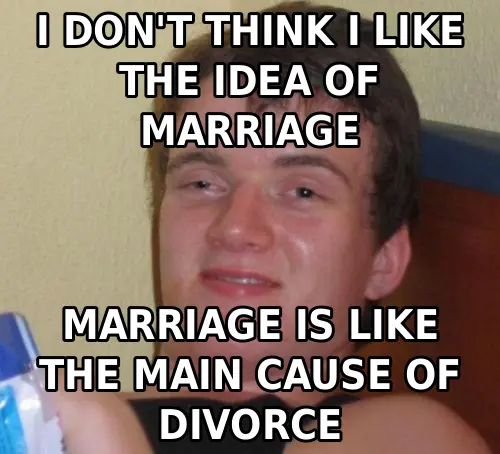 I DON'T THINK I LIKE
THE IDEA OF
MARRIAGE
MARRIAGE IS LIKE
THE MAIN CAUSE OF
DIVORCE